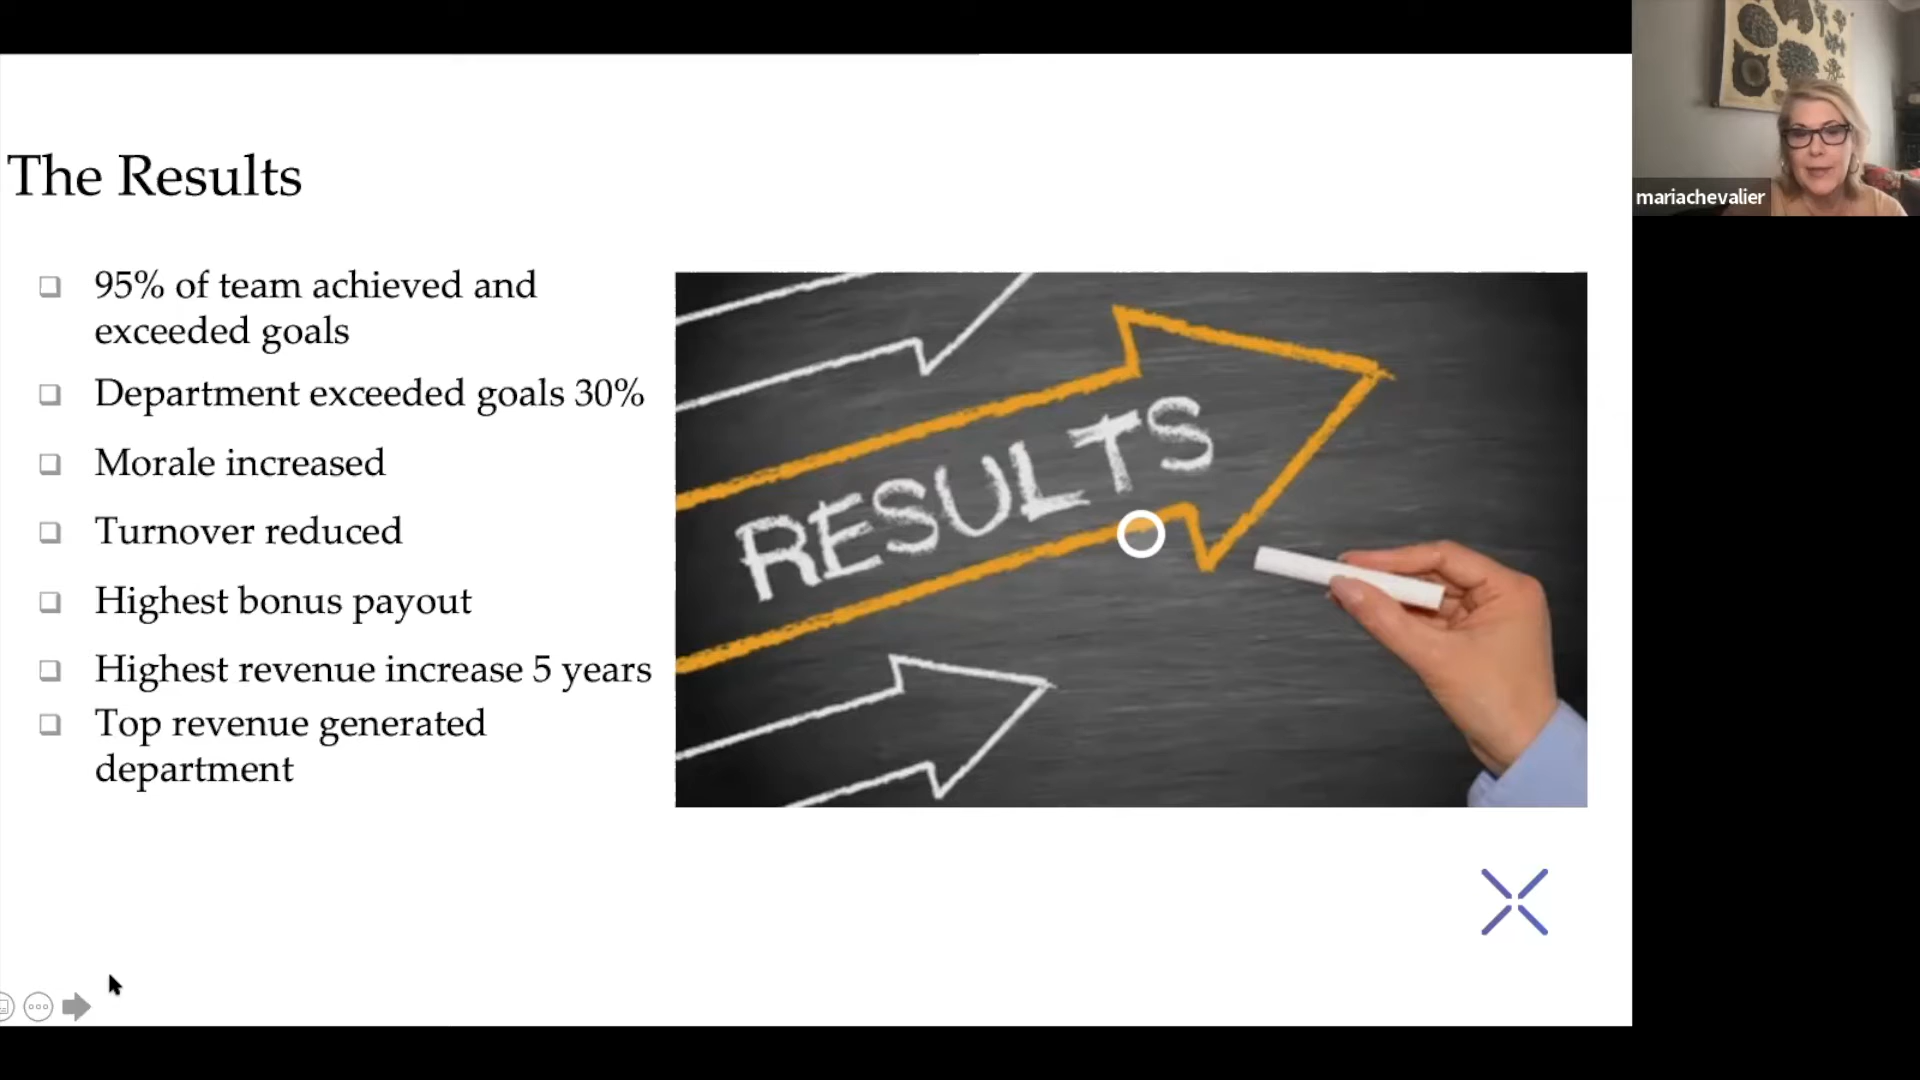 The Results
95% of team achieved and
exceeded goals
Department exceeded goals 30%
Morale increased
Turnover reduced
Highest bonus payout
Highest revenue increase 5 years
Top revenue generated
department
RESULTS
mariachevalier